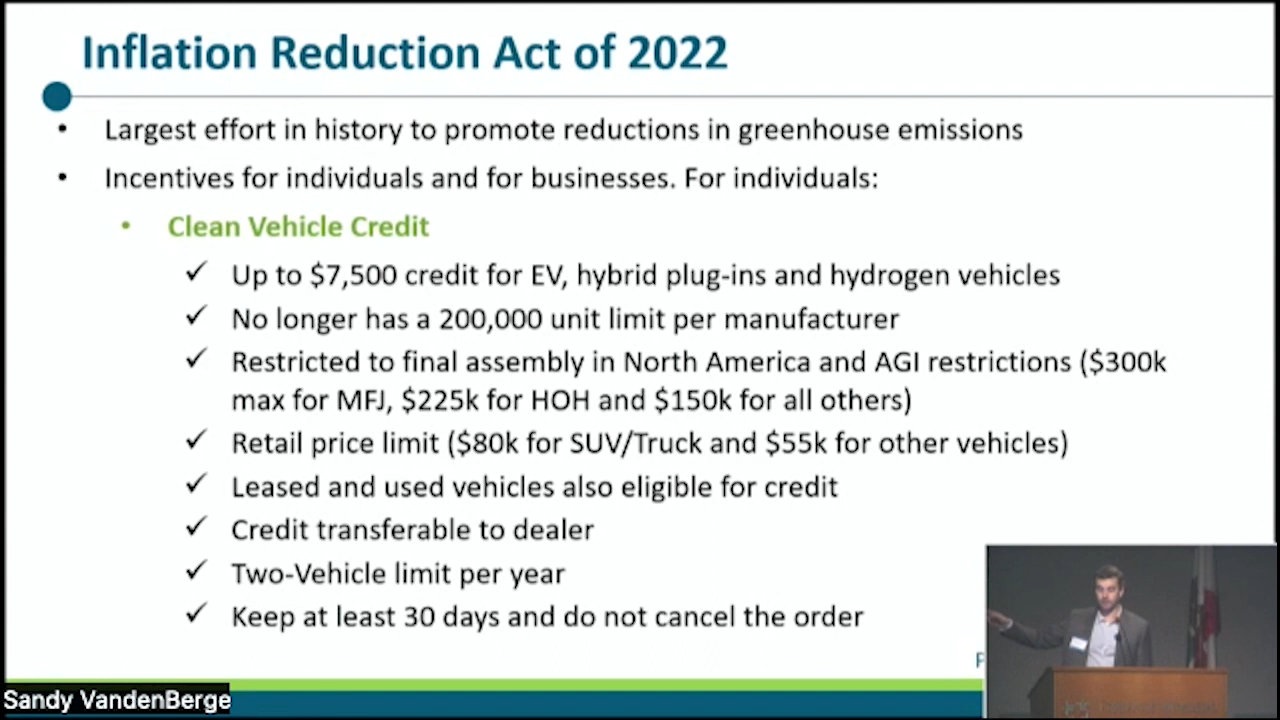 Inflation Reduction Act of 2022
• Largest effort in history to promote reductions in greenhouse emissions
• Incentives for individuals and for businesses. For individuals:
• Clean Vehicle Credit
✓ Up to $7,500 credit for EV, hybrid plug-ins and hydrogen vehicles
✓ No longer has a 200,000 unit limit per manufacturer
✓ Restricted to final assembly in North America and AGI restrictions ($300k
max for MFJ, $225k for HOH and $150k for all others)
✓ Retail price limit ($80k for SUV/Truck and $55k for other vehicles)
✓ Leased and used vehicles also eligible for credit
✓ Credit transferable to dealer
✓ Two-Vehicle limit per year
✓ Keep at least 30 days and do not cancel the order
Sandy VandenBerge